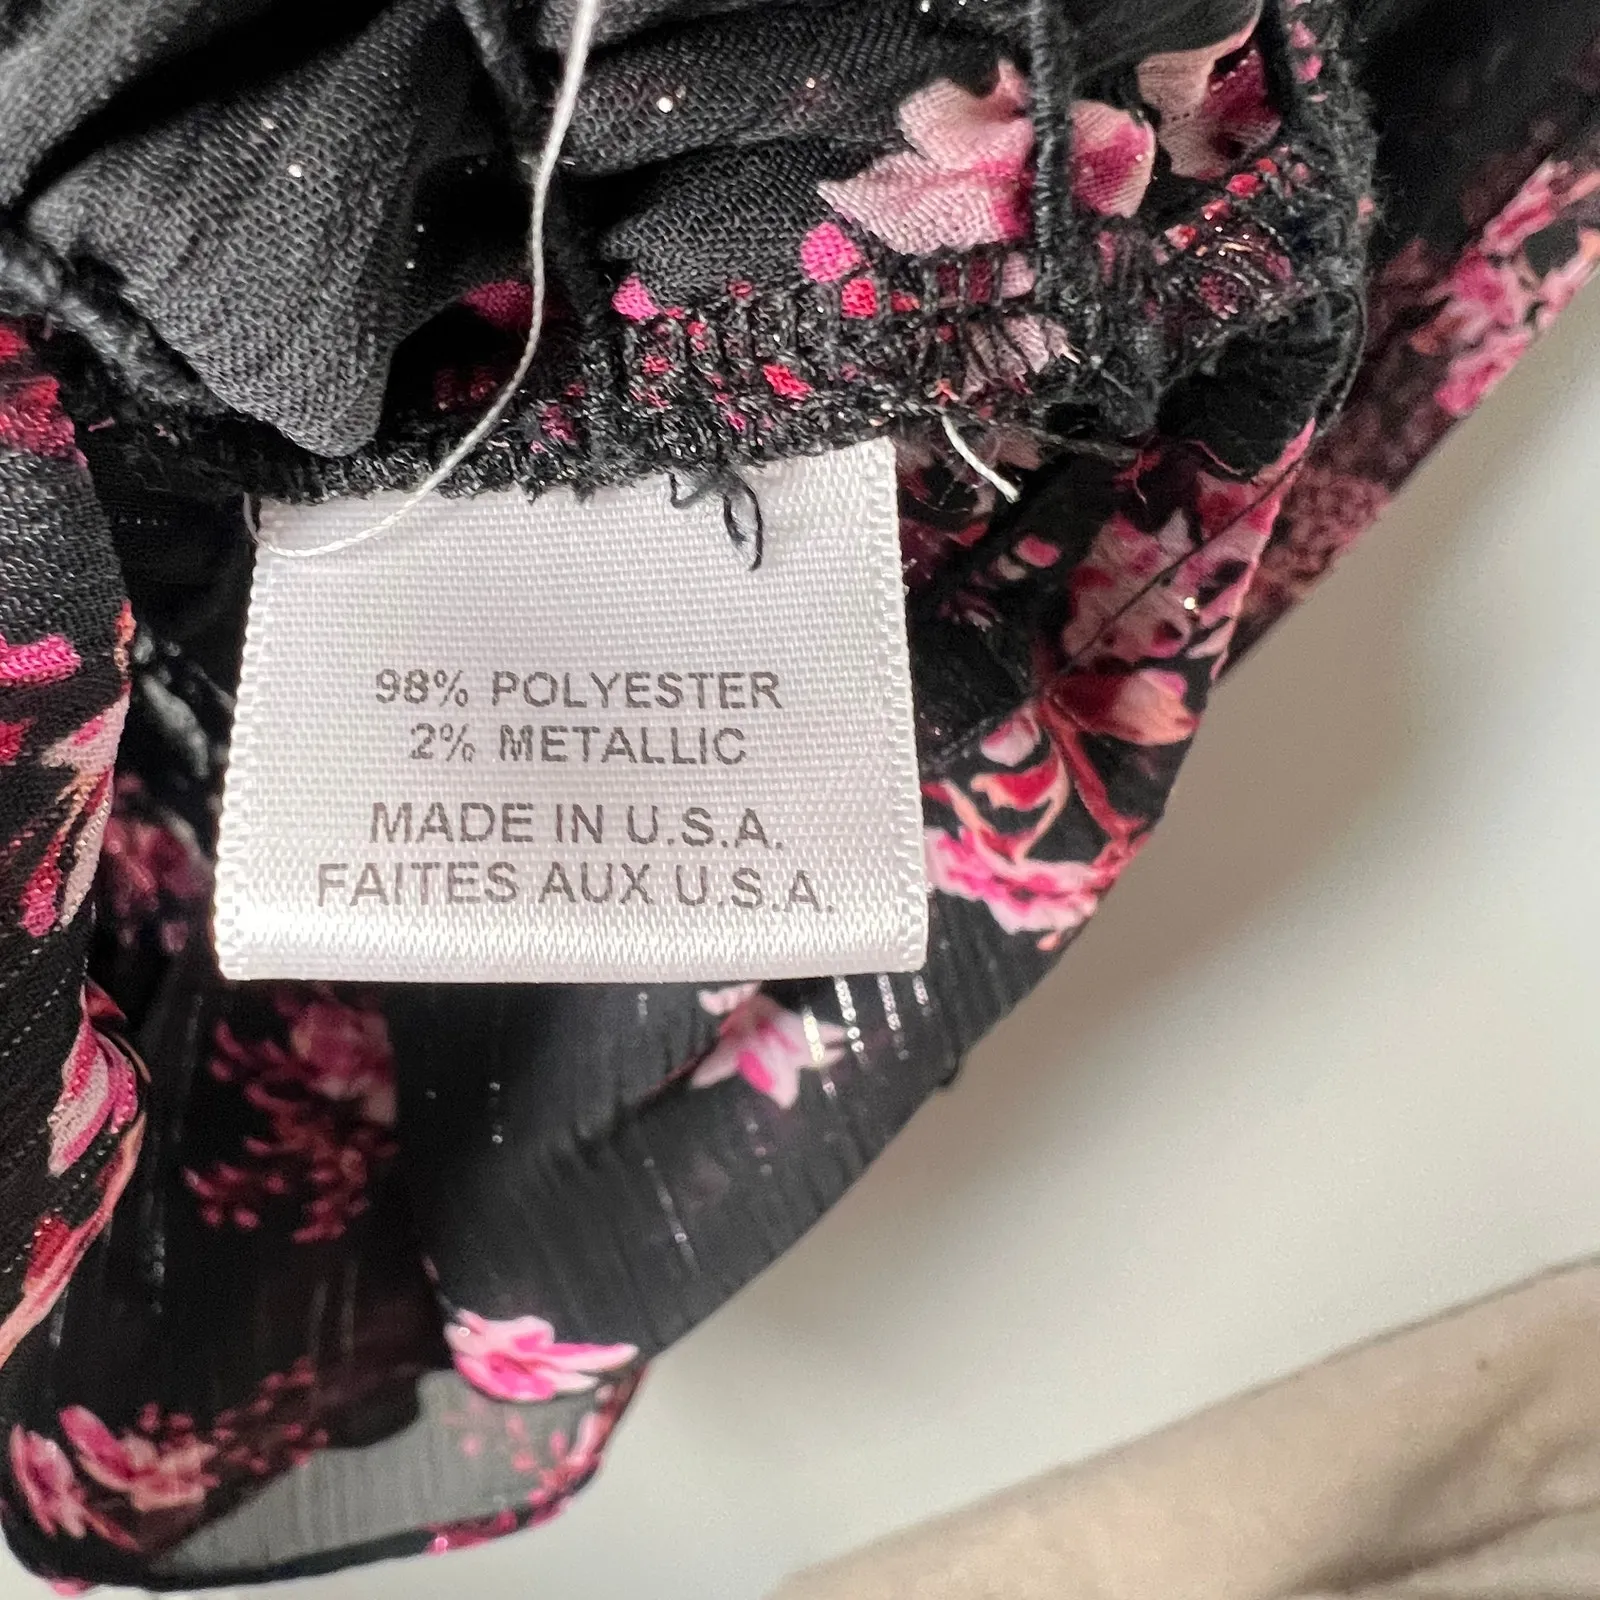 98% POLYESTER
2% METALLIC
MADE IN U.S.A.
FAITES AUX U.S.A.